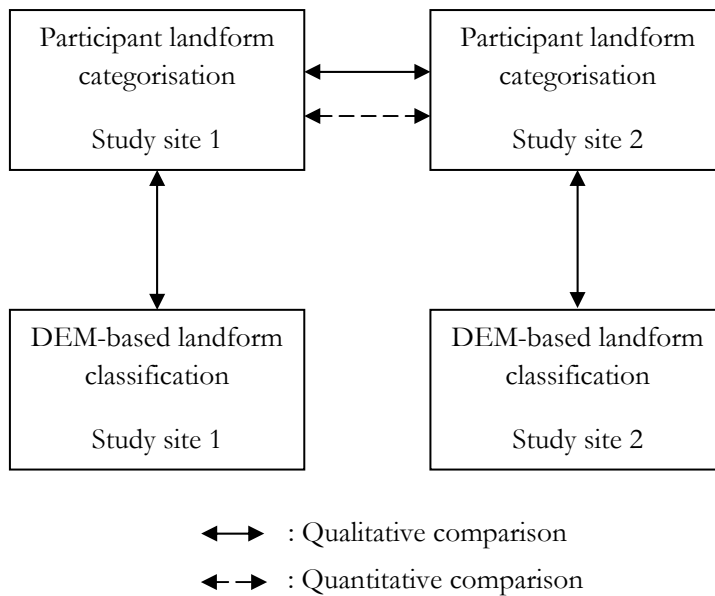 Participant landform
categorisation
Study site 1
Participant landform
categorisation
Study site 2
DEM-based landform
classification
Study site 1
DEM-based landform
classification
Study site 2
: Qualitative comparison
: Quantitative comparison